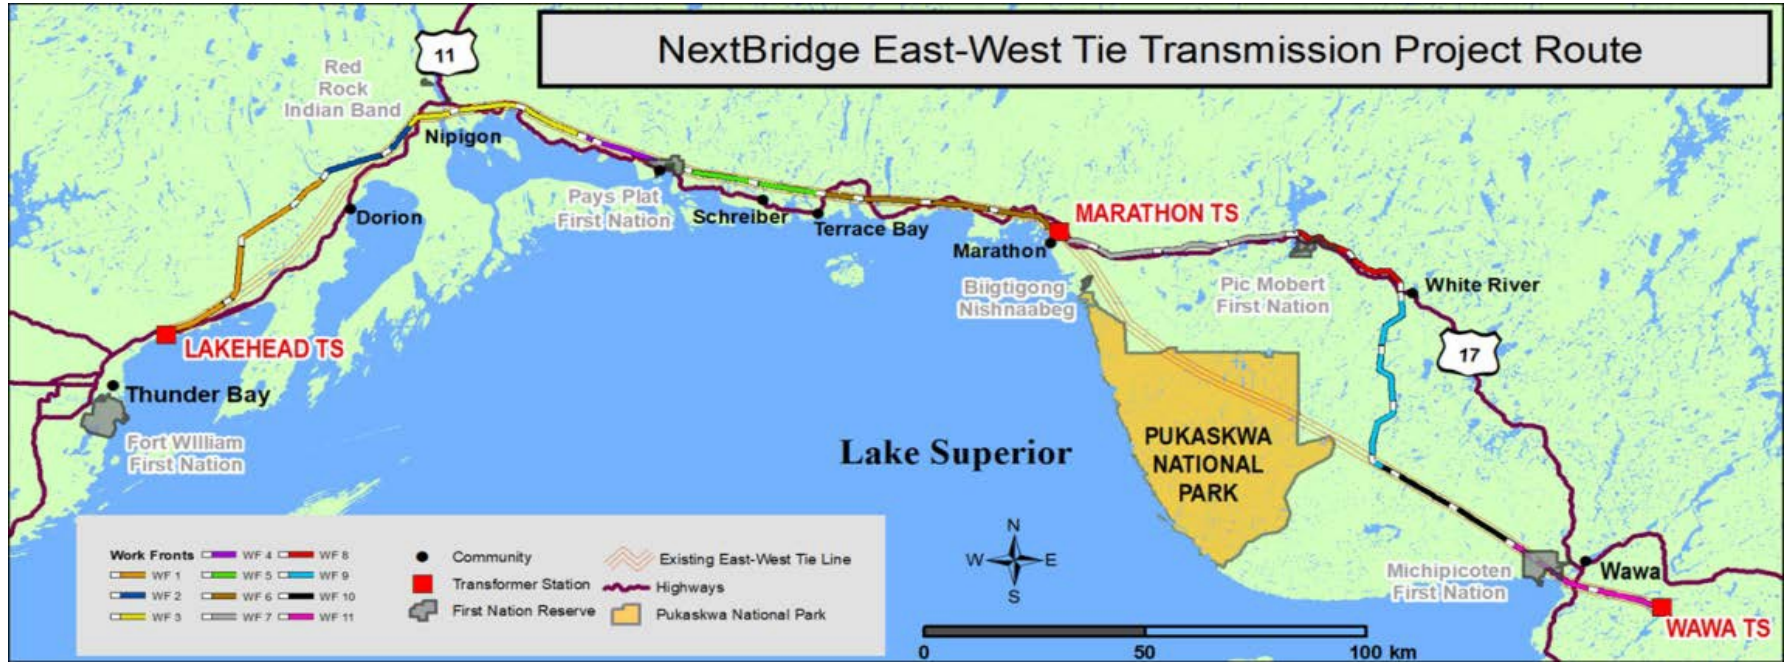 NextBridge East-West Tie Transmission Project Route
11
Red
Rock
Indian Band
Nipigon
Dorion
Pays Plat
First Nation
Schreiber
Terrace Bay
MARATHON TS
Marathon
Biigtigong
Nishnaabeg
Pic Mobert
First Nation
White River
17
LAKEHEAD TS
Thunder Bay
Fort William
First Nation
Lake Superior
PUKASKWA
NATIONAL
PARK
Michipicoten
First Nation
Wawa
WAWA TS
Work Fronts
WF 1
WF 2
WF 3
WF 4
WF 5
WF 6
WF 7
WF 8
WF 9
WF 10
WF 11
Community
Transformer Station
First Nation Reserve
Existing East-West Tie Line
Highways
Pukaskwa National Park
N
W E
S
0 50 100 km